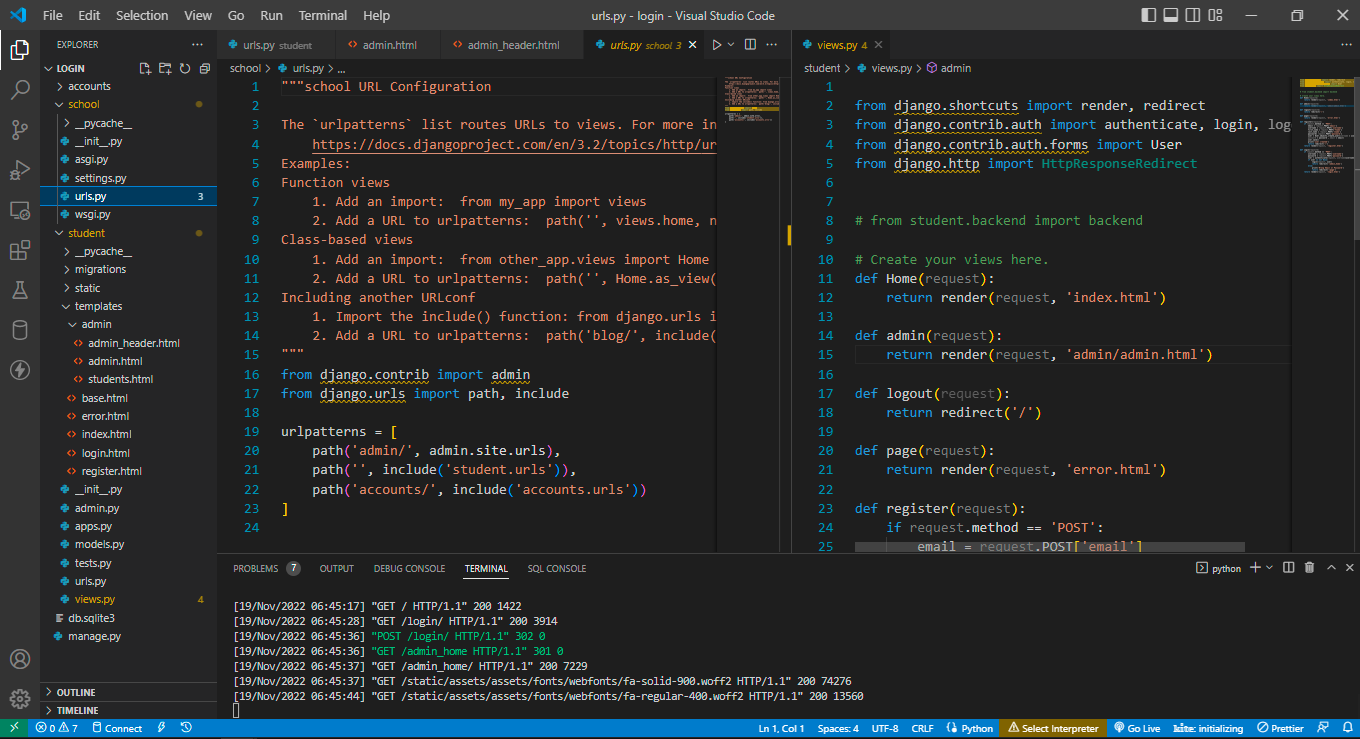 File Edit Selection View Go Run Terminal Help
urls.py - login - Visual Studio Code
EXPLORER
LOGIN
accounts
school
__pycache__
__init__.py
asgi.py
settings.py
urls.py 3
wsgi.py
student
__pycache__
migrations
static
templates
admin
admin_header.html
admin.html
students.html
base.html
error.html
index.html
login.html
register.html
__init__.py
admin.py
apps.py
models.py
tests.py
urls.py
views.py 4
db.sqlite3
manage.py
OUTLINE
TIMELINE
urls.py student
admin.html
admin_header.html
urls.py school 3
school > urls.py > ...
1 """school URL Configuration
2
3 The `urlpatterns` list routes URLs to views. For more in
4 https://docs.djangoproject.com/en/3.2/topics/http/ur
5 Examples:
6 Function views
7 1. Add an import:  from my_app import views
8 2. Add a URL to urlpatterns:  path('', views.home, n
9 Class-based views
10 1. Add an import:  from other_app.views import Home
11 2. Add a URL to urlpatterns:  path('', Home.as_view(
12 Including another URLconf
13 1. Import the include() function: from django.urls i
14 2. Add a URL to urlpatterns:  path('blog/', include(
15 """
16 from django.contrib import admin
17 from django.urls import path, include
18
19 urlpatterns = [
20 path('admin/', admin.site.urls),
21 path('', include('student.urls')),
22 path('accounts/', include('accounts.urls'))
23 ]
24
views.py 4
student > views.py > admin
1
2 from django.shortcuts import render, redirect
3 from django.contrib.auth import authenticate, login, log
4 from django.contrib.auth.forms import User
5 from django.http import HttpResponseRedirect
6
7
8 # from student.backend import backend
9
10 # Create your views here.
11 def Home(request):
12 return render(request, 'index.html')
13
14 def admin(request):
15 return render(request, 'admin/admin.html')
16
17 def logout(request):
18 return redirect('/')
19
20 def page(request):
21 return render(request, 'error.html')
22
23 def register(request):
24 if request.method == 'POST':
25 email = request.POST['email']
PROBLEMS 7 OUTPUT DEBUG CONSOLE TERMINAL SQL CONSOLE
python
[19/Nov/2022 06:45:17] "GET / HTTP/1.1" 200 1422
[19/Nov/2022 06:45:28] "GET /login/ HTTP/1.1" 200 3914
[19/Nov/2022 06:45:36] "POST /login/ HTTP/1.1" 302 0
[19/Nov/2022 06:45:36] "GET /admin_home HTTP/1.1" 301 0
[19/Nov/2022 06:45:37] "GET /admin_home/ HTTP/1.1" 200 7229
[19/Nov/2022 06:45:37] "GET /static/assets/assets/fonts/webfonts/fa-solid-900.woff2 HTTP/1.1" 200 74276
[19/Nov/2022 06:45:44] "GET /static/assets/assets/fonts/webfonts/fa-regular-400.woff2 HTTP/1.1" 200 13560
0 7 Connect Ln 1, Col 1 Spaces: 4 UTF-8 CRLF Python Select Interpreter Go Live kite: initializing Prettier